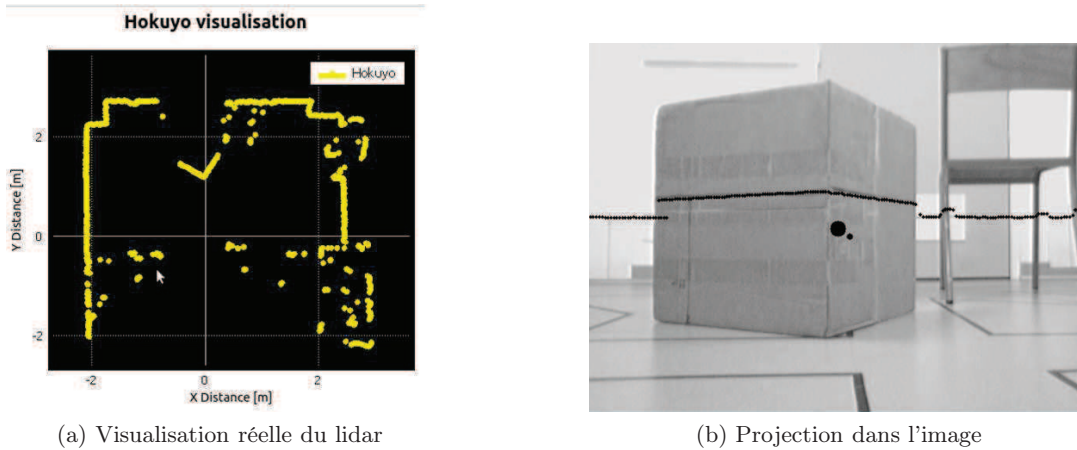 Hokuyo visualisation
Hokuyo
2
0
-2
Y Distance [m]
-2
0
2
X Distance [m]
(a) Visualisation réelle du lidar
(b) Projection dans l'image